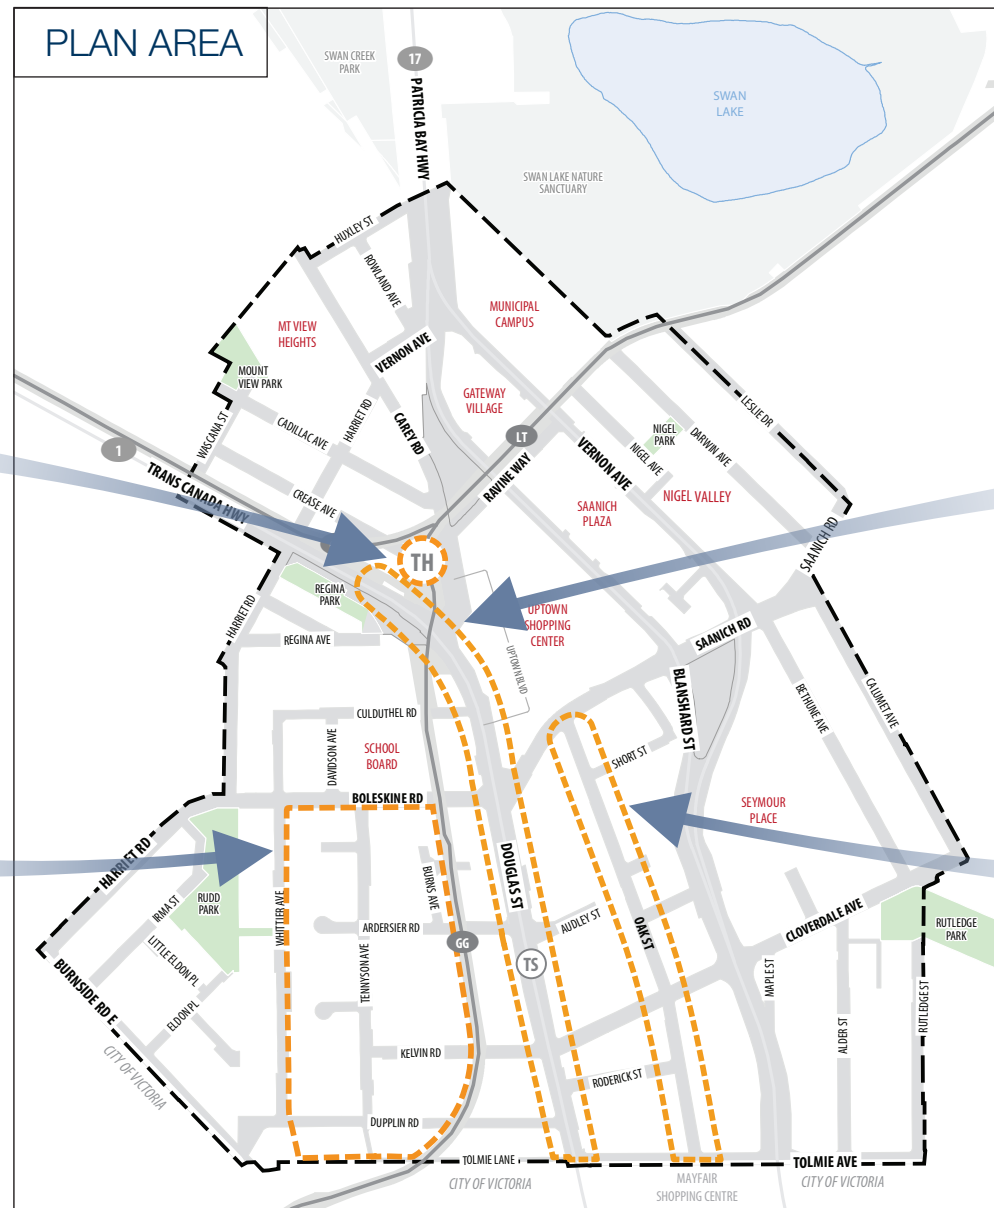 PLAN AREA
SWAN CREEK
PARK
17
PATRICIA BAY HWY
SWAN
LAKE
SWAN LAKE NATURE
SANCTUARY
HUXLEY ST
ROWLAND AVE
MUNICIPAL
CAMPUS
MT VIEW
HEIGHTS
VERNON AVE
MOUNT
VIEW PARK
GATEWAY
VILLAGE
LESLIE DR
WASCANA ST
CADILLAC AVE
HARRIET RD
CAREY RD
LT
NIGEL
PARK
DARWIN AVE
1
TRANS CANADA HWY
RAVINE WAY
VERNON AVE
NIGEL AVE
CREASE AVE
SAANICH
PLAZA
NIGEL VALLEY
SAANICH RD
TH
REGINA
PARK
HARRIET RD
UPTOWN
SHOPPING
CENTER
REGINA AVE
SAANICH RD
UPTOWN BLVD
BLANSHARD ST
BETHUNE AVE
CALUMET AVE
CULDUTHEL RD
DAVIDSON AVE
SCHOOL
BOARD
SHORT ST
BOLESKINE RD
SEYMOUR
PLACE
HARRIET RD
DOUGLAS ST
BURNS AVE
RUDD
PARK
IRMA ST
WHITTIER AVE
ARDERSIER RD
AUDLEY ST
OAK ST
CLOVERDALE AVE
RUTLEDGE
PARK
GG
LITTLE ELDON PL
TENNYSON AVE
TS
MAPLE ST
BURNSIDE RD E
ELDON PL
ALDER ST
RUTLEDGE ST
KELVIN RD
CITY OF VICTORIA
RODERICK ST
DUPPLIN RD
TOLMIE LANE
TOLMIE AVE
CITY OF VICTORIA
MAYFAIR
SHOPPING CENTRE
CITY OF VICTORIA